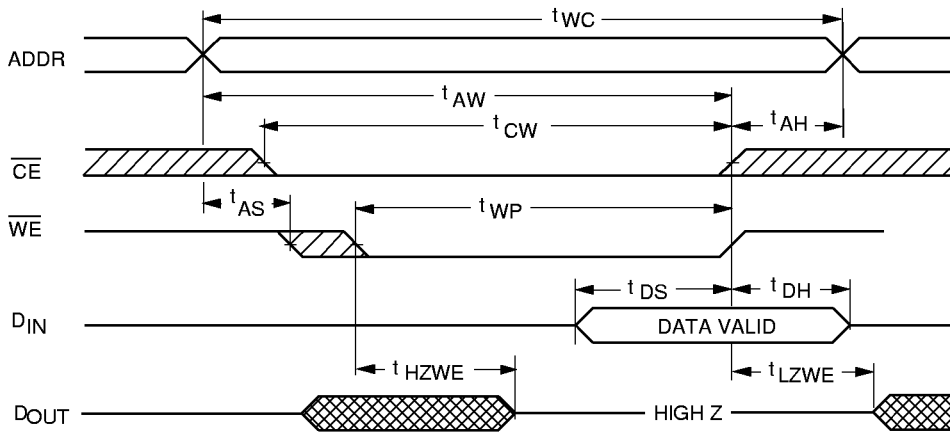 tWC
ADDR
tAW
tCW
tAH
CE
tAS
tWP
WE
tDS
tDH
DIN
DATA VALID
tHZWE
tLZWE
DOUT
HIGH Z